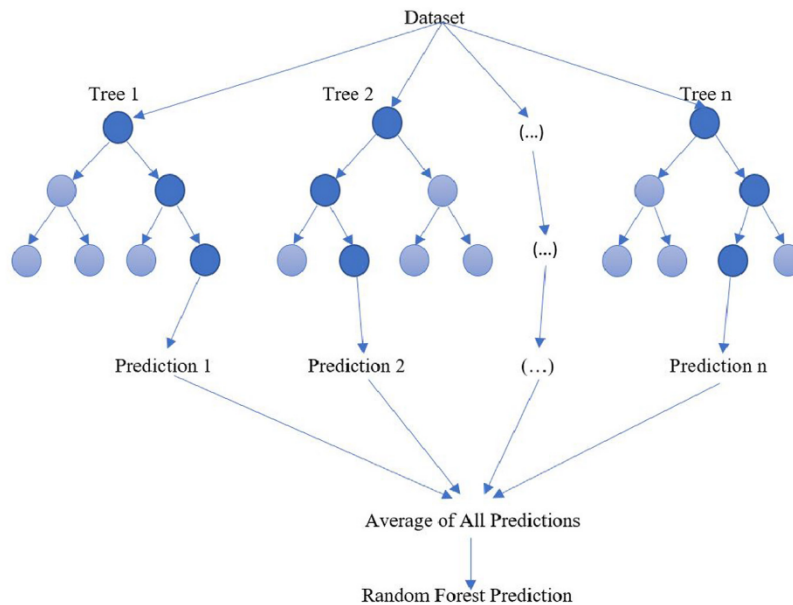 Dataset
Tree 1
Tree 2
Tree n
(...)
(...)
Prediction 1
Prediction 2
(...)
Prediction n
Average of All Predictions
Random Forest Prediction